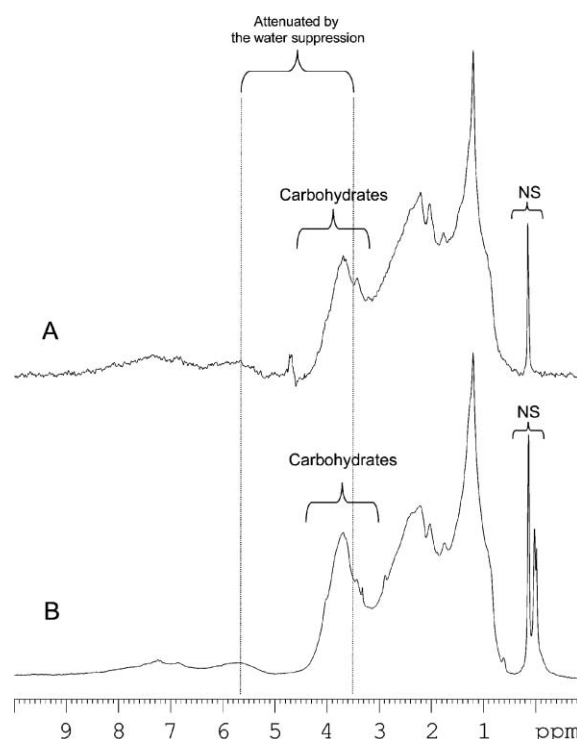 Attenuated by
the water suppression
Carbohydrates
NS
A
NS
Carbohydrates
B
9 8 7 6 5 4 3 2 1 ppm